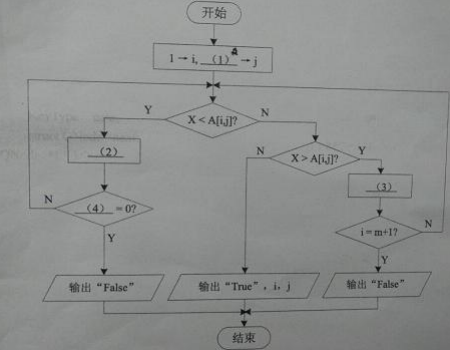 开始
1→i, (1) →j
X < A[i,j]?
Y
N
(2)
X > A[i,j]?
N
Y
(3)
(4) = 0?
N
Y
i = m+1?
N
Y
输出“False”
输出“True”, i, j
输出“False”
结束